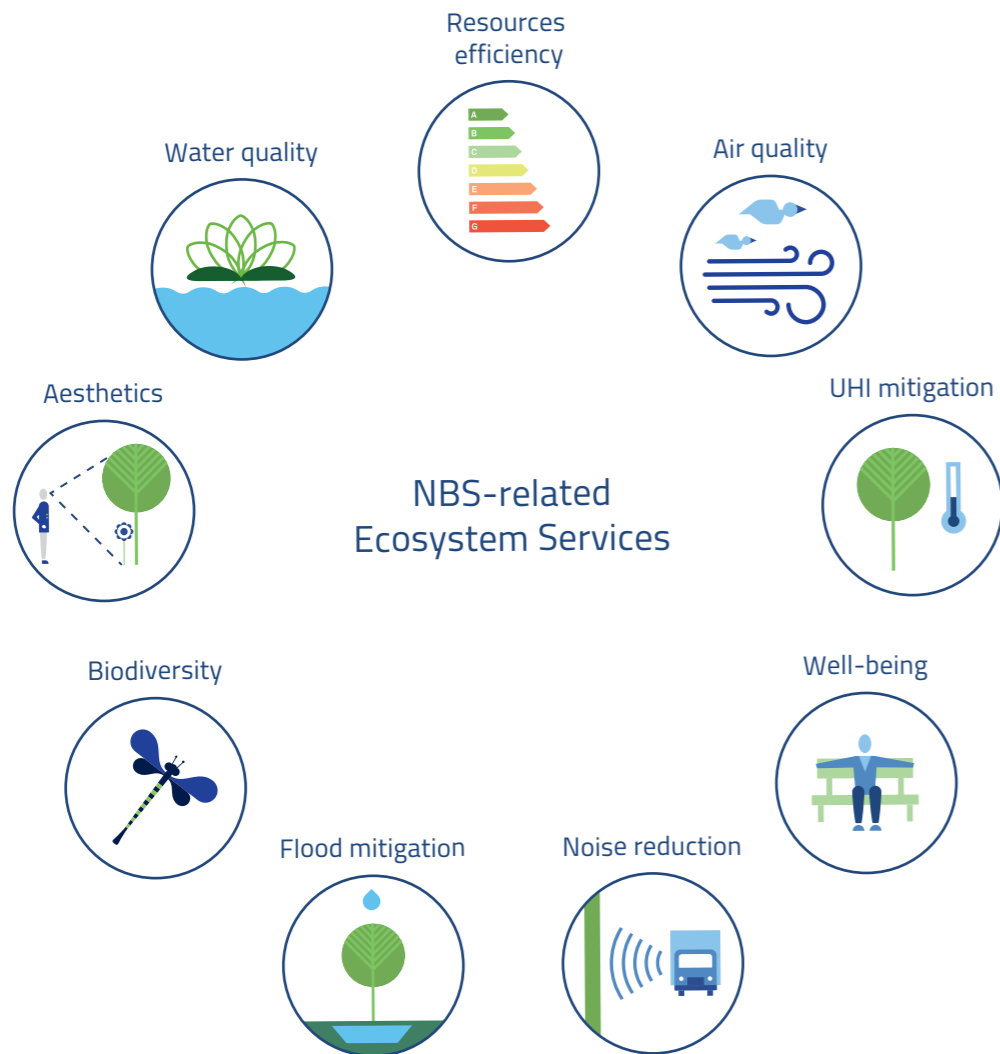 Resources
efficiency
A
B
C
D
E
F
G
Water quality
Air quality
Aesthetics
UHI mitigation
NBS-related
Ecosystem Services
Biodiversity
Well-being
Flood mitigation
Noise reduction